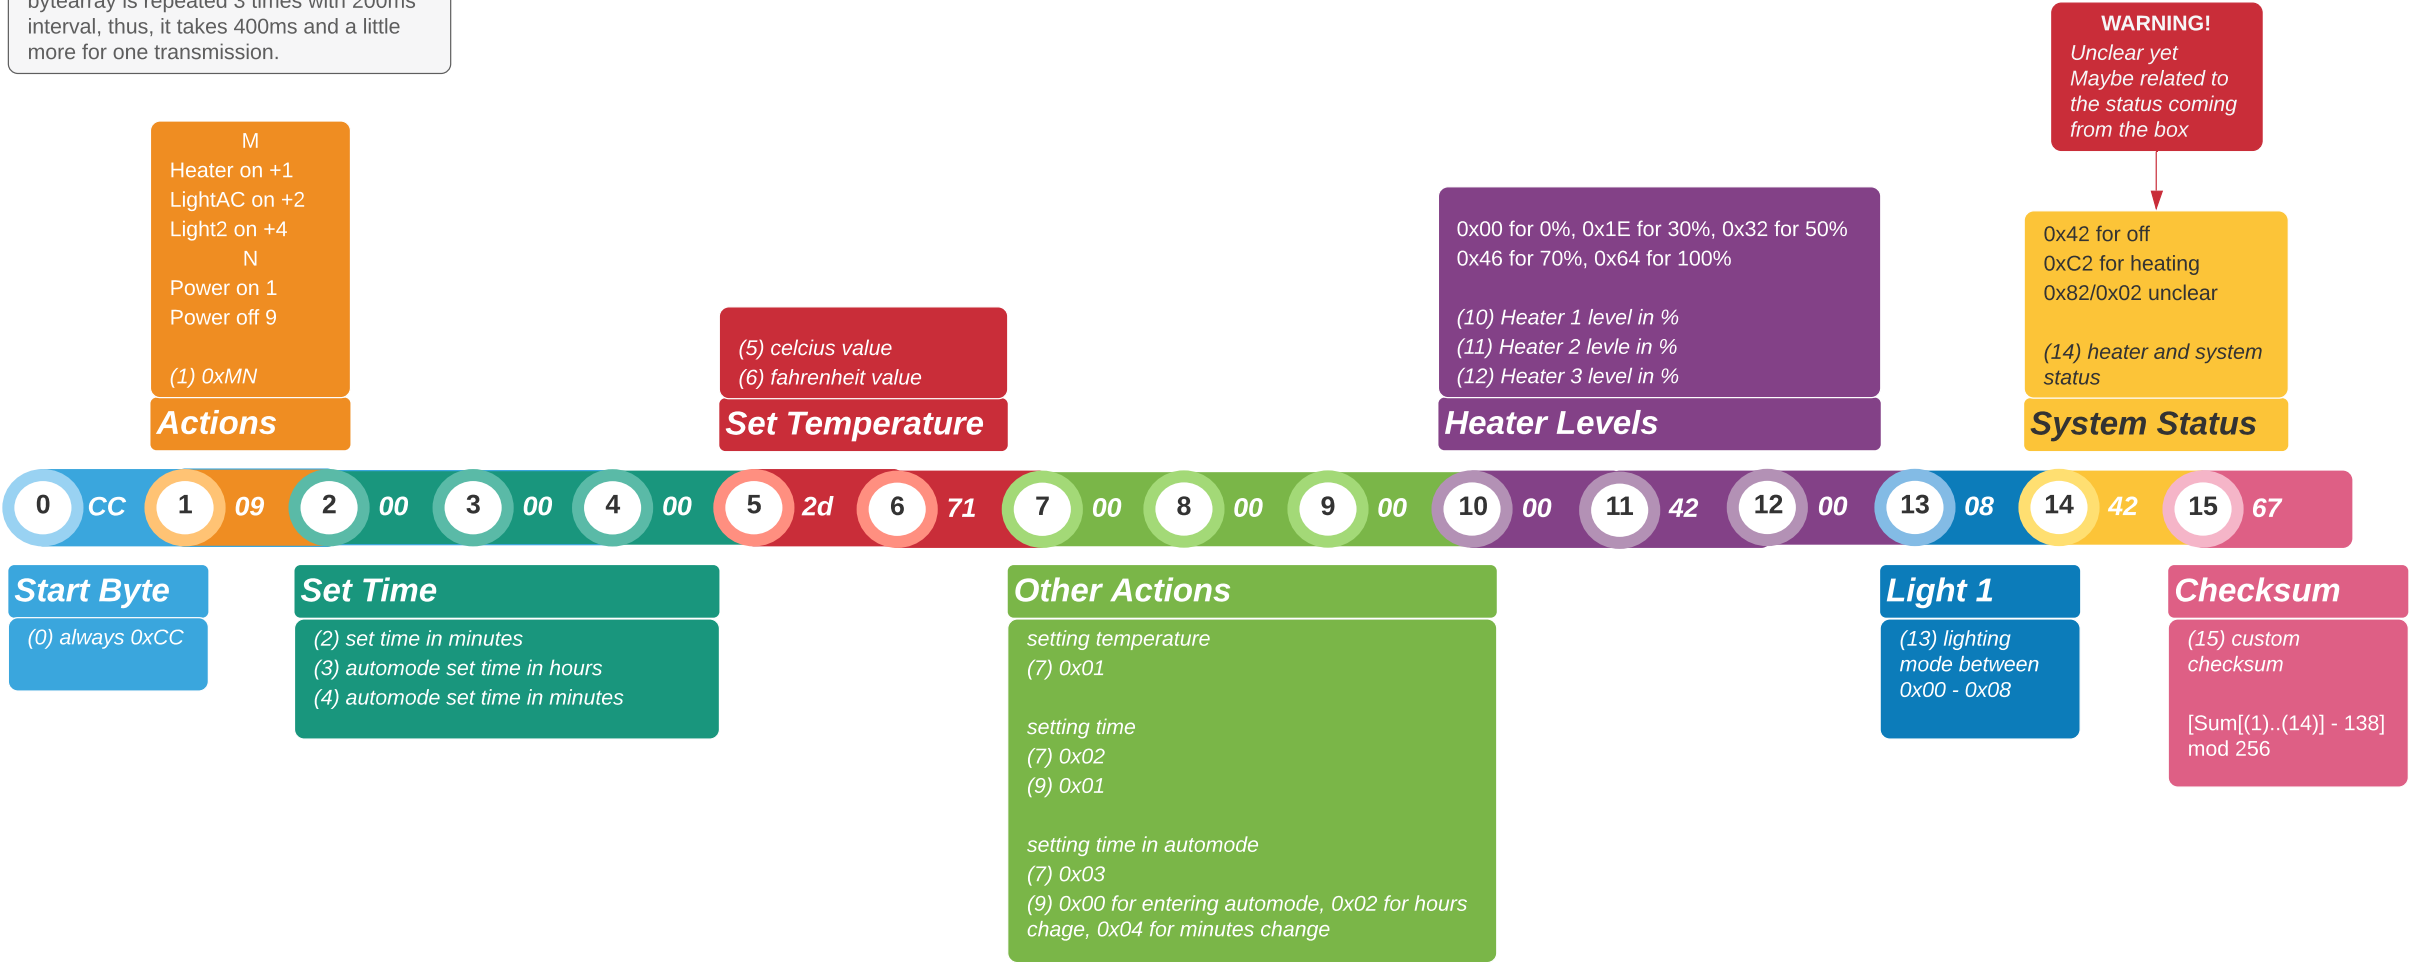 bytearray is repeated 3 times with 200ms
interval, thus, it takes 400ms and a little
more for one transmission.
WARNING!
Unclear yet
Maybe related to
the status coming
from the box
M
Heater on +1
LightAC on +2
Light2 on +4
N
Power on 1
Power off 9
(1) 0xMN
Actions
(5) celcius value
(6) fahrenheit value
Set Temperature
0x00 for 0%, 0x1E for 30%, 0x32 for 50%
0x46 for 70%, 0x64 for 100%
(10) Heater 1 level in %
(11) Heater 2 levle in %
(12) Heater 3 level in %
Heater Levels
0x42 for off
0xC2 for heating
0x82/0x02 unclear
(14) heater and system
status
System Status
0 CC 1 09 2 00 3 00 4 00 5 2d 6 71 7 00 8 00 9 00 10 00 11 42 12 00 13 08 14 42 15 67
Start Byte
(0) always 0xCC
Set Time
(2) set time in minutes
(3) automode set time in hours
(4) automode set time in minutes
Other Actions
setting temperature
(7) 0x01
setting time
(7) 0x02
(9) 0x01
setting time in automode
(7) 0x03
(9) 0x00 for entering automode, 0x02 for hours
chage, 0x04 for minutes change
Light 1
(13) lighting
mode between
0x00 - 0x08
Checksum
(15) custom
checksum
[Sum[(1)..(14)] - 138]
mod 256